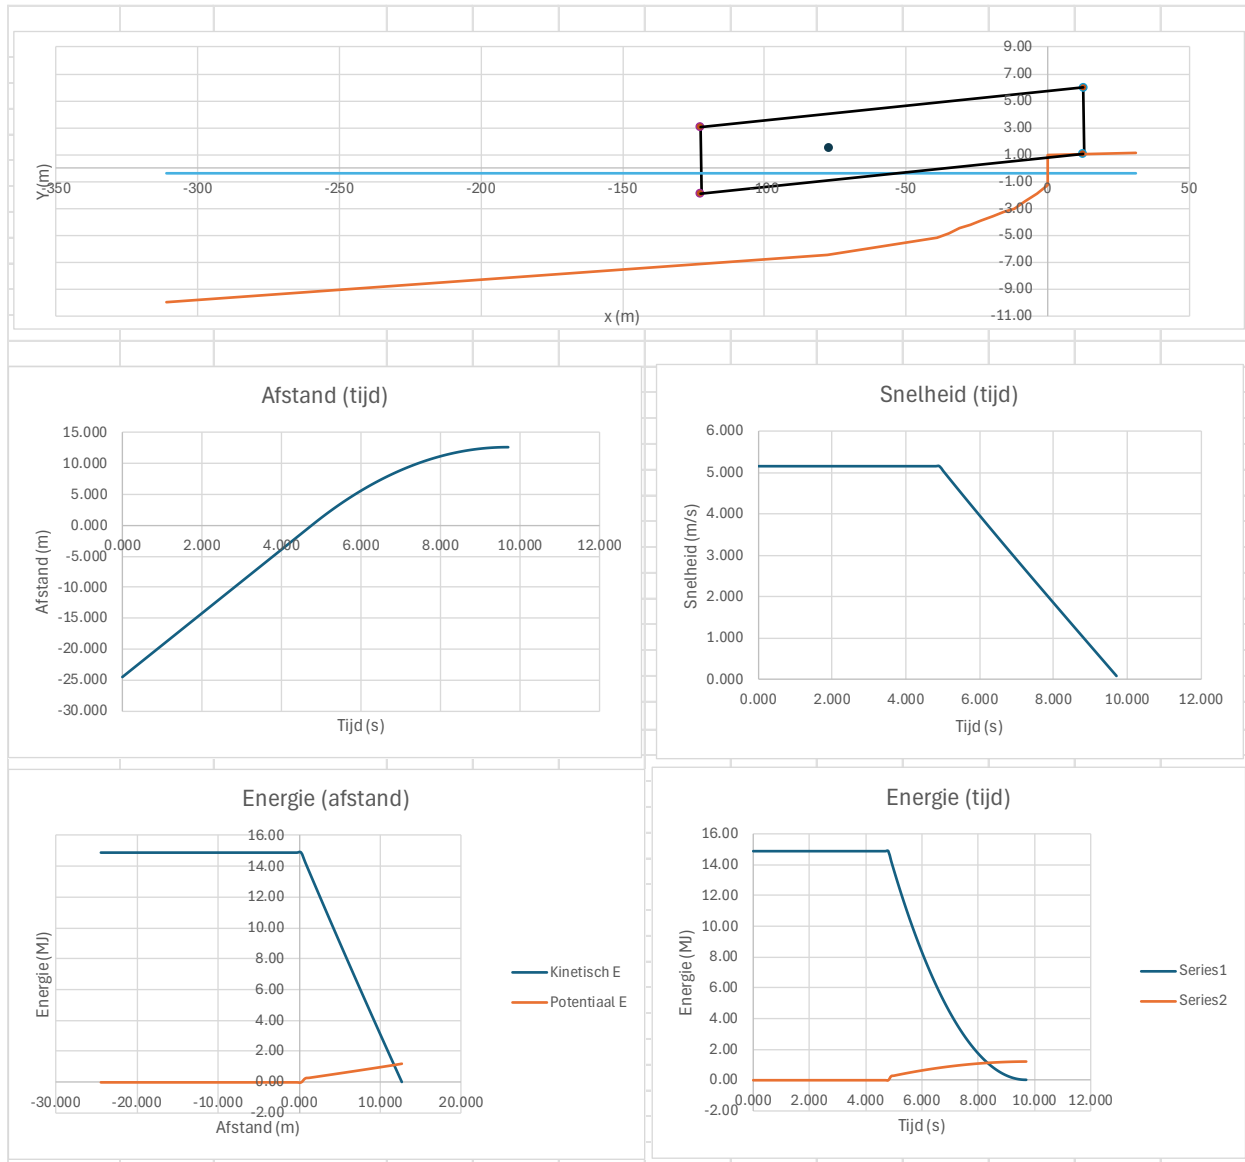 9.00
7.00
5.00
3.00
1.00
-1.00
-3.00
-5.00
-7.00
-9.00
-11.00
-350 -300 -250 -200 -150 -100 -50 0 50
Y (m)
x (m)
Afstand (tijd)
15.000
10.000
5.000
0.000
-5.000
-10.000
-15.000
-20.000
-25.000
-30.000
0.000 2.000 4.000 6.000 8.000 10.000 12.000
Afstand (m)
Tijd (s)
Snelheid (tijd)
6.000
5.000
4.000
3.000
2.000
1.000
0.000
0.000 2.000 4.000 6.000 8.000 10.000 12.000
Snelheid (m/s)
Tijd (s)
Energie (afstand)
16.00
14.00
12.00
10.00
8.00
6.00
4.00
2.00
0.00
-2.00
-30.000 -20.000 -10.000 0.000 10.000 20.000
Energie (MJ)
Afstand (m)
Kinetisch E
Potentiaal E
Energie (tijd)
16.00
14.00
12.00
10.00
8.00
6.00
4.00
2.00
0.00
-2.00
0.000 2.000 4.000 6.000 8.000 10.000 12.000
Energie (MJ)
Tijd (s)
Series1
Series2